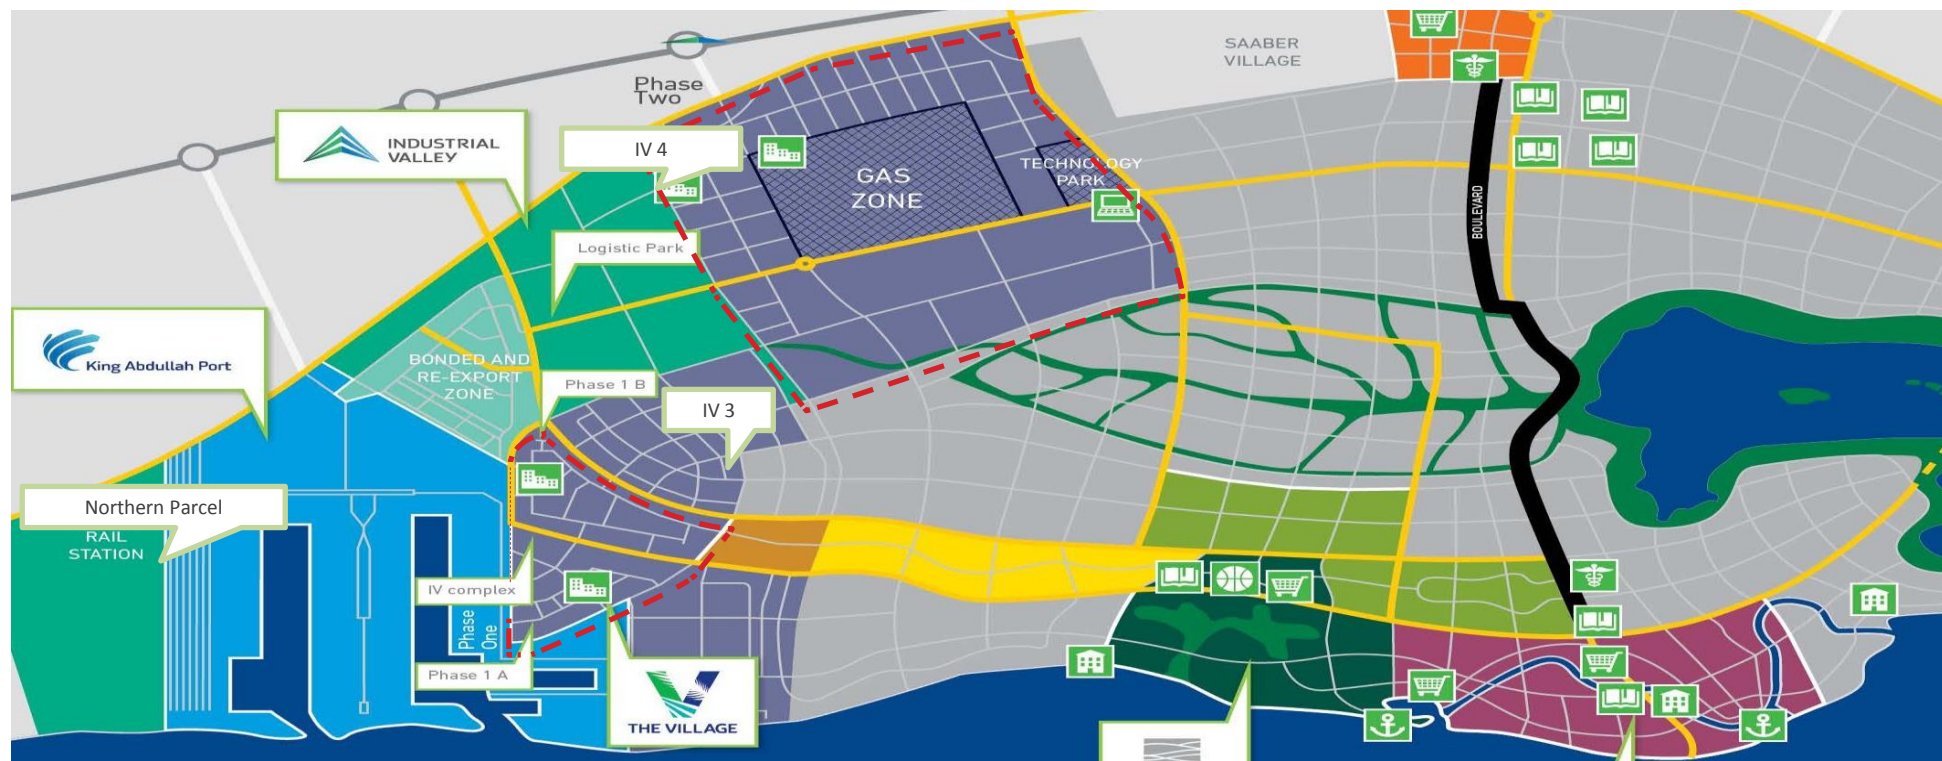 SAABER
VILLAGE
Phase
Two
INDUSTRIAL
VALLEY
IV 4
GAS
ZONE
TECHNOLOGY
PARK
BOULEVARD
Logistic Park
King Abdullah Port
BONDED AND
RE-EXPORT
ZONE
Phase 1 B
IV 3
Northern Parcel
RAIL
STATION
IV complex
Phase
One
Phase 1 A
THE VILLAGE